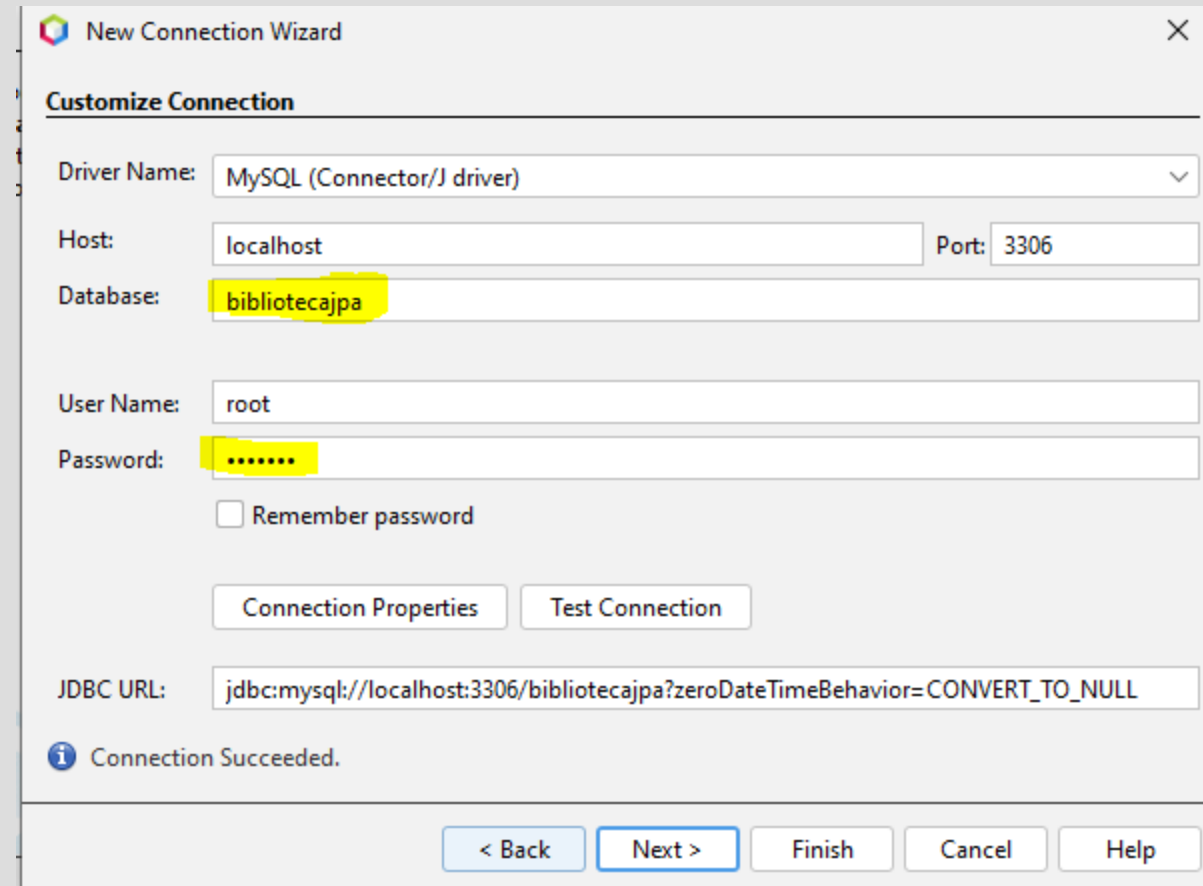 New Connection Wizard
Customize Connection
Driver Name: MySQL (Connector/J driver)
Host: localhost Port: 3306
Database: bibliotecajpa
User Name: root
Password: •••••••
Remember password
Connection Properties Test Connection
JDBC URL: jdbc:mysql://localhost:3306/bibliotecajpa?zeroDateTimeBehavior=CONVERT_TO_NULL
Connection Succeeded.
< Back Next > Finish Cancel Help